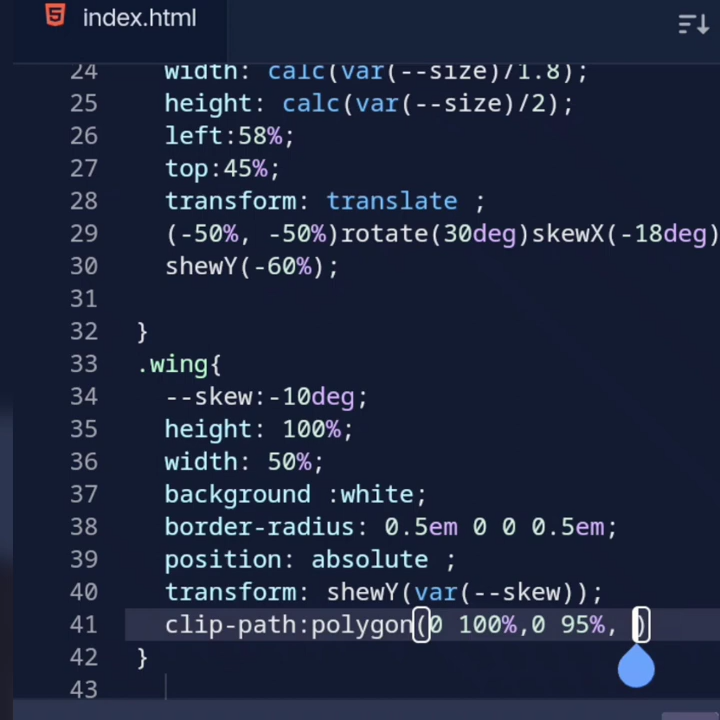 index.html
24 width: calc(var(--size)/1.8);
25 height: calc(var(--size)/2);
26 left:58%;
27 top:45%;
28 transform: translate ;
29 (-50%, -50%)rotate(30deg)skewX(-18deg)
30 shewY(-60%);
31
32 }
33 .wing{
34 --skew:-10deg;
35 height: 100%;
36 width: 50%;
37 background :white;
38 border-radius: 0.5em 0 0 0.5em;
39 position: absolute ;
40 transform: shewY(var(--skew));
41 clip-path:polygon(0 100%,0 95%, )
42 }
43